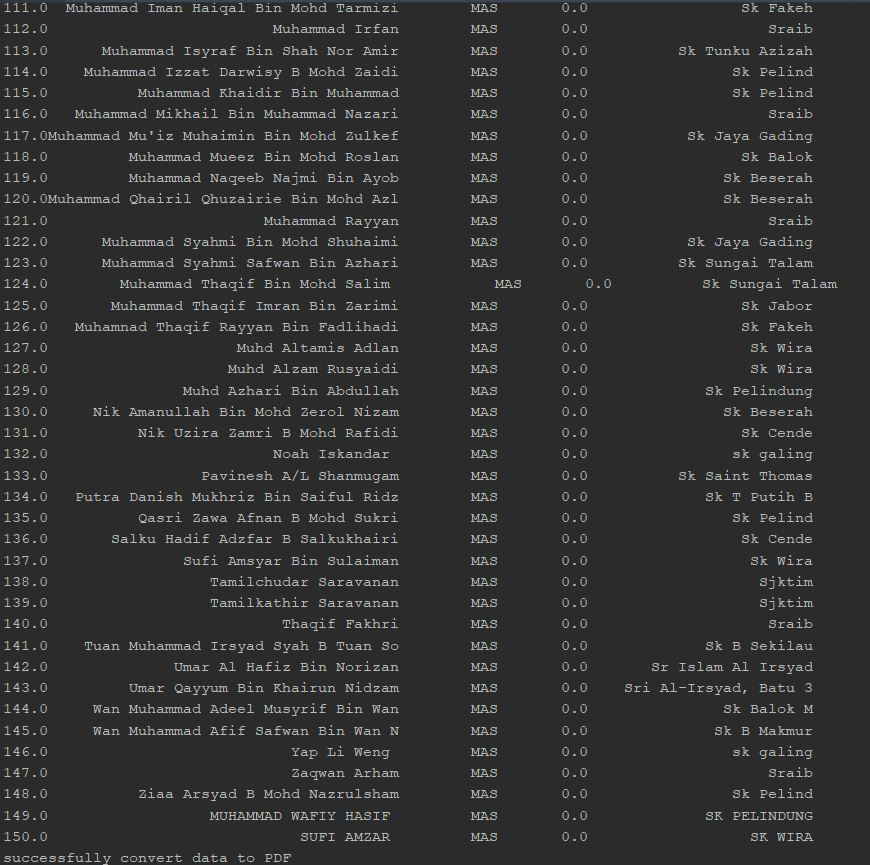 111.0 Muhammad Iman Haiqal Bin Mohd Tarmizi MAS 0.0 Sk Fakeh
112.0 Muhammad Irfan MAS 0.0 Sraib
113.0 Muhammad Isyraf Bin Shah Nor Amir MAS 0.0 Sk Tunku Azizah
114.0 Muhammad Izzat Darwisy B Mohd Zaidi MAS 0.0 Sk Pelind
115.0 Muhammad Khaidir Bin Muhammad MAS 0.0 Sk Pelind
116.0 Muhammad Mikhail Bin Muhammad Nazari MAS 0.0 Sraib
117.0Muhammad Mu'iz Muhaimin Bin Mohd Zulkef MAS 0.0 Sk Jaya Gading
118.0 Muhammad Mueez Bin Mohd Roslan MAS 0.0 Sk Balok
119.0 Muhammad Naqeeb Najmi Bin Ayob MAS 0.0 Sk Beserah
120.0Muhammad Qhairil Qhuzairie Bin Mohd Azl MAS 0.0 Sk Beserah
121.0 Muhammad Rayyan MAS 0.0 Sraib
122.0 Muhammad Syahmi Bin Mohd Shuhaimi MAS 0.0 Sk Jaya Gading
123.0 Muhammad Syahmi Safwan Bin Azhari MAS 0.0 Sk Sungai Talam
124.0 Muhammad Thaqif Bin Mohd Salim MAS 0.0 Sk Sungai Talam
125.0 Muhammad Thaqif Imran Bin Zarimi MAS 0.0 Sk Jabor
126.0 Muhamnad Thaqif Rayyan Bin Fadlihadi MAS 0.0 Sk Fakeh
127.0 Muhd Altamis Adlan MAS 0.0 Sk Wira
128.0 Muhd Alzam Rusyaidi MAS 0.0 Sk Wira
129.0 Muhd Azhari Bin Abdullah MAS 0.0 Sk Pelindung
130.0 Nik Amanullah Bin Mohd Zerol Nizam MAS 0.0 Sk Beserah
131.0 Nik Uzira Zamri B Mohd Rafidi MAS 0.0 Sk Cende
132.0 Noah Iskandar MAS 0.0 sk galing
133.0 Pavinesh A/L Shanmugam MAS 0.0 Sk Saint Thomas
134.0 Putra Danish Mukhriz Bin Saiful Ridz MAS 0.0 Sk T Putih B
135.0 Qasri Zawa Afnan B Mohd Sukri MAS 0.0 Sk Pelind
136.0 Salku Hadif Adzfar B Salkukhairi MAS 0.0 Sk Cende
137.0 Sufi Amsyar Bin Sulaiman MAS 0.0 Sk Wira
138.0 Tamilchudar Saravanan MAS 0.0 Sjktim
139.0 Tamilkathir Saravanan MAS 0.0 Sjktim
140.0 Thaqif Fakhri MAS 0.0 Sraib
141.0 Tuan Muhammad Irsyad Syah B Tuan So MAS 0.0 Sk B Sekilau
142.0 Umar Al Hafiz Bin Norizan MAS 0.0 Sr Islam Al Irsyad
143.0 Umar Qayyum Bin Khairun Nidzam MAS 0.0 Sri Al-Irsyad, Batu 3
144.0 Wan Muhammad Adeel Musyrif Bin Wan MAS 0.0 Sk Balok M
145.0 Wan Muhammad Afif Safwan Bin Wan N MAS 0.0 Sk B Makmur
146.0 Yap Li Weng MAS 0.0 sk galing
147.0 Zaqwan Arham MAS 0.0 Sraib
148.0 Ziaa Arsyad B Mohd Nazrulsham MAS 0.0 Sk Pelind
149.0 MUHAMMAD WAFIY HASIF MAS 0.0 SK PELINDUNG
150.0 SUFI AMZAR MAS 0.0 SK WIRA
successfully convert data to PDF